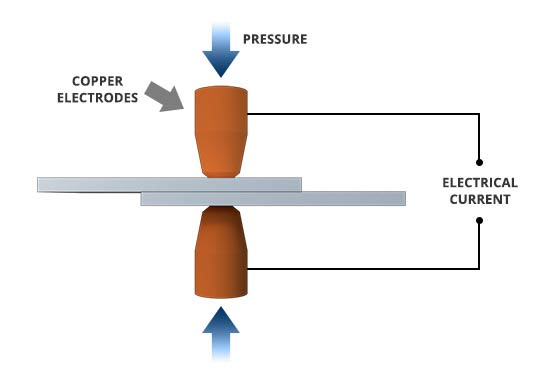 PRESSURE
COPPER
ELECTRODES
ELECTRICAL
CURRENT